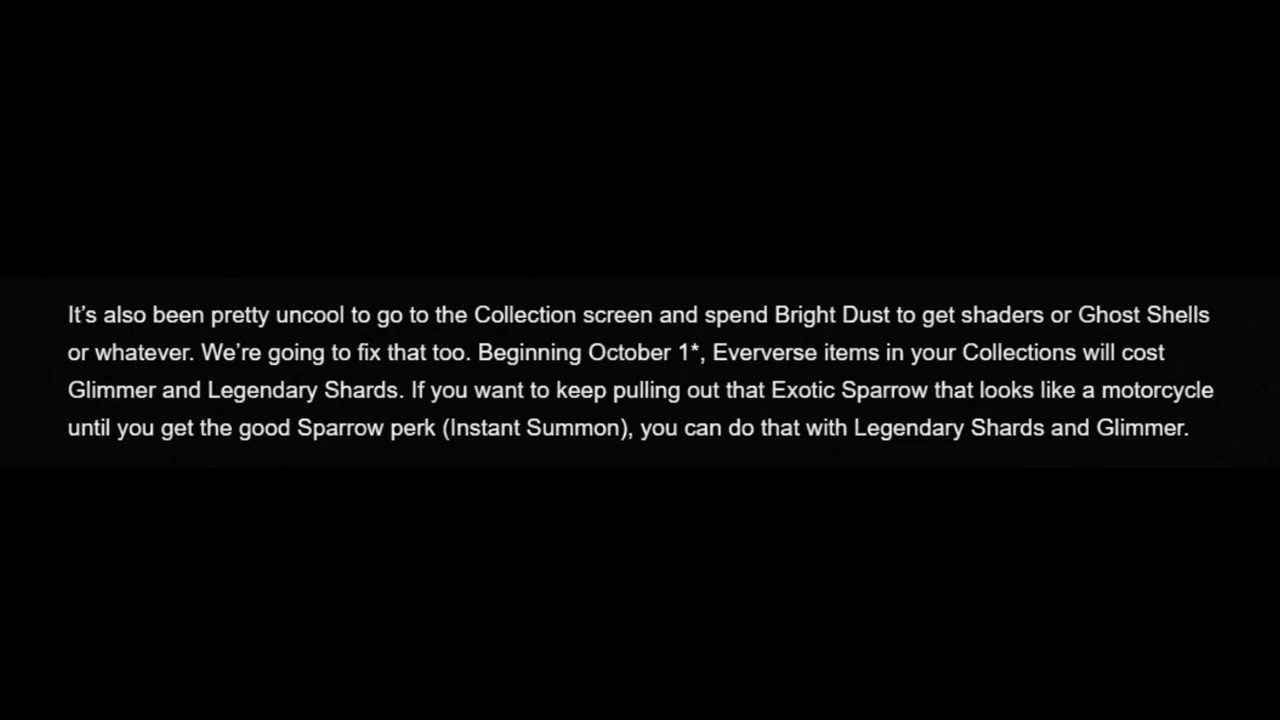 It’s also been pretty uncool to go to the Collection screen and spend Bright Dust to get shaders or Ghost Shells
or whatever. We’re going to fix that too. Beginning October 1*, Eververse items in your Collections will cost
Glimmer and Legendary Shards. If you want to keep pulling out that Exotic Sparrow that looks like a motorcycle
until you get the good Sparrow perk (Instant Summon), you can do that with Legendary Shards and Glimmer.